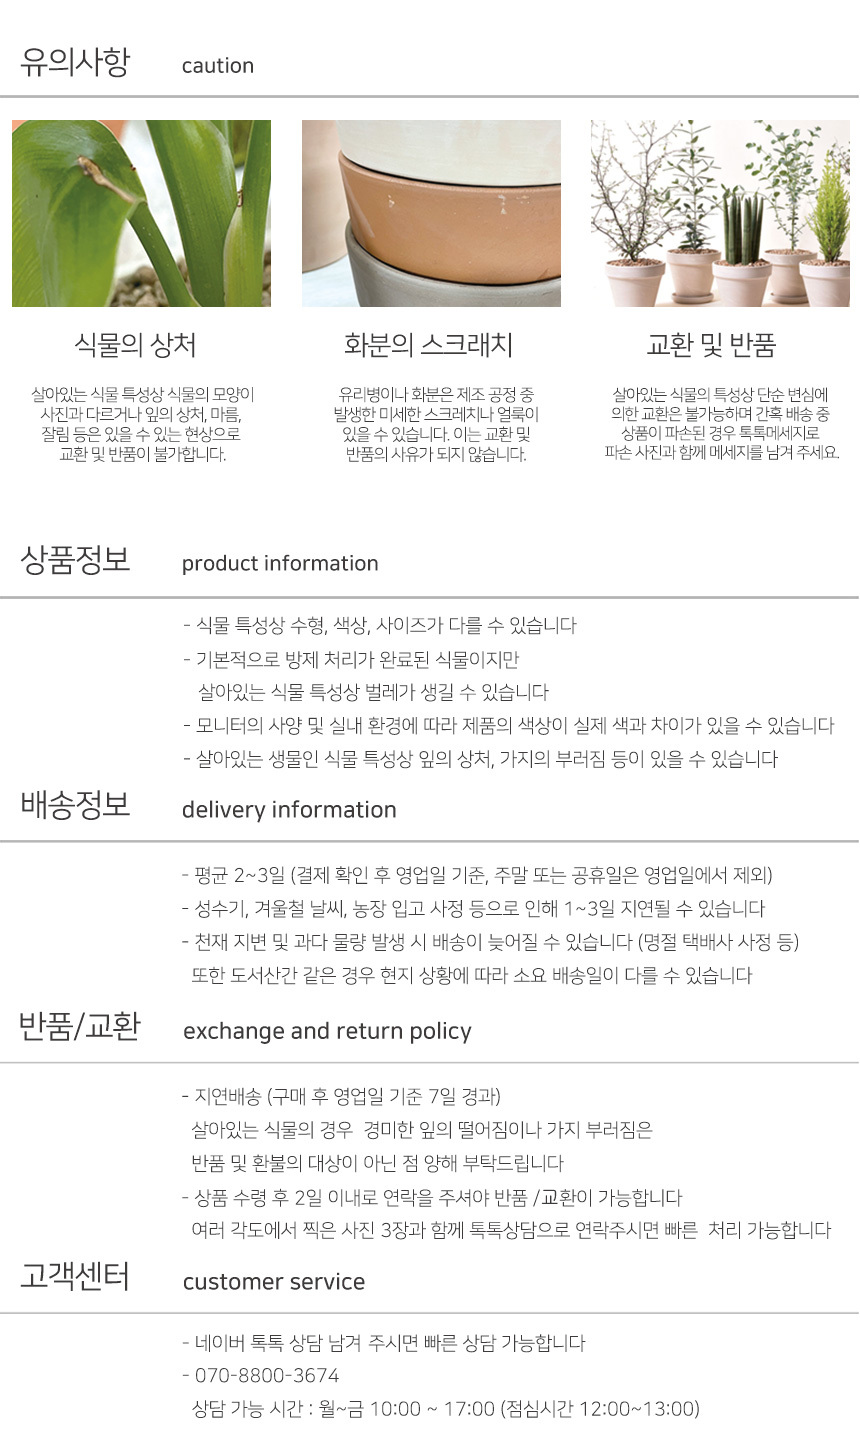 유의사항 caution
식물의 상처
살아있는 식물 특성상 식물의 모양이
사진과 다르거나 잎의 상처, 마름,
잘림 등은 있을 수 있는 현상으로
교환 및 반품이 불가합니다.
화분의 스크래치
유리병이나 화분은 제조 공정 중
발생한 미세한 스크레치나 얼룩이
있을 수 있습니다. 이는 교환 및
반품의 사유가 되지 않습니다.
교환 및 반품
살아있는 식물의 특성상 단순 변심에
의한 교환은 불가능하며 간혹 배송 중
상품이 파손된 경우 톡톡메세지로
파손 사진과 함께 메세지를 남겨 주세요.
상품정보 product information
- 식물 특성상 수형, 색상, 사이즈가 다를 수 있습니다
- 기본적으로 방제 처리가 완료된 식물이지만
살아있는 식물 특성상 벌레가 생길 수 있습니다
- 모니터의 사양 및 실내 환경에 따라 제품의 색상이 실제 색과 차이가 있을 수 있습니다
- 살아있는 생물인 식물 특성상 잎의 상처, 가지의 부러짐 등이 있을 수 있습니다
배송정보 delivery information
- 평균 2~3일 (결제 확인 후 영업일 기준, 주말 또는 공휴일은 영업일에서 제외)
- 성수기, 겨울철 날씨, 농장 입고 사정 등으로 인해 1~3일 지연될 수 있습니다
- 천재 지변 및 과다 물량 발생 시 배송이 늦어질 수 있습니다 (명절 택배사 사정 등)
또한 도서산간 같은 경우 현지 상황에 따라 소요 배송일이 다를 수 있습니다
반품/교환 exchange and return policy
- 지연배송 (구매 후 영업일 기준 7일 경과)
살아있는 식물의 경우 경미한 잎의 떨어짐이나 가지 부러짐은
반품 및 환불의 대상이 아닌 점 양해 부탁드립니다
- 상품 수령 후 2일 이내로 연락을 주셔야 반품 /교환이 가능합니다
여러 각도에서 찍은 사진 3장과 함께 톡톡상담으로 연락주시면 빠른 처리 가능합니다
고객센터 customer service
- 네이버 톡톡 상담 남겨 주시면 빠른 상담 가능합니다
- 070-8800-3674
상담 가능 시간 : 월~금 10:00 ~ 17:00 (점심시간 12:00~13:00)